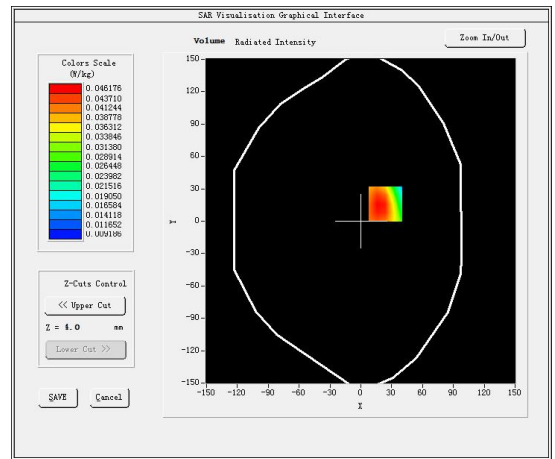 SAR Visualisation Graphical Interface
Volume Radiated Intensity
Zoom In/Out
Colors Scale
(W/kg)
0.046176
0.043710
0.041244
0.038778
0.036312
0.033846
0.031380
0.028914
0.026448
0.023982
0.021516
0.019050
0.016584
0.014118
0.011652
0.009186
Z-Cuts Control
<< Upper Cut
Z = 4.0 mm
Lower Cut >>
SAVE Cancel
150
120
90
60
30
0
-30
-60
-90
-120
-150
Y
-150 -120 -90 -60 -30 0 30 60 90 120 150
X